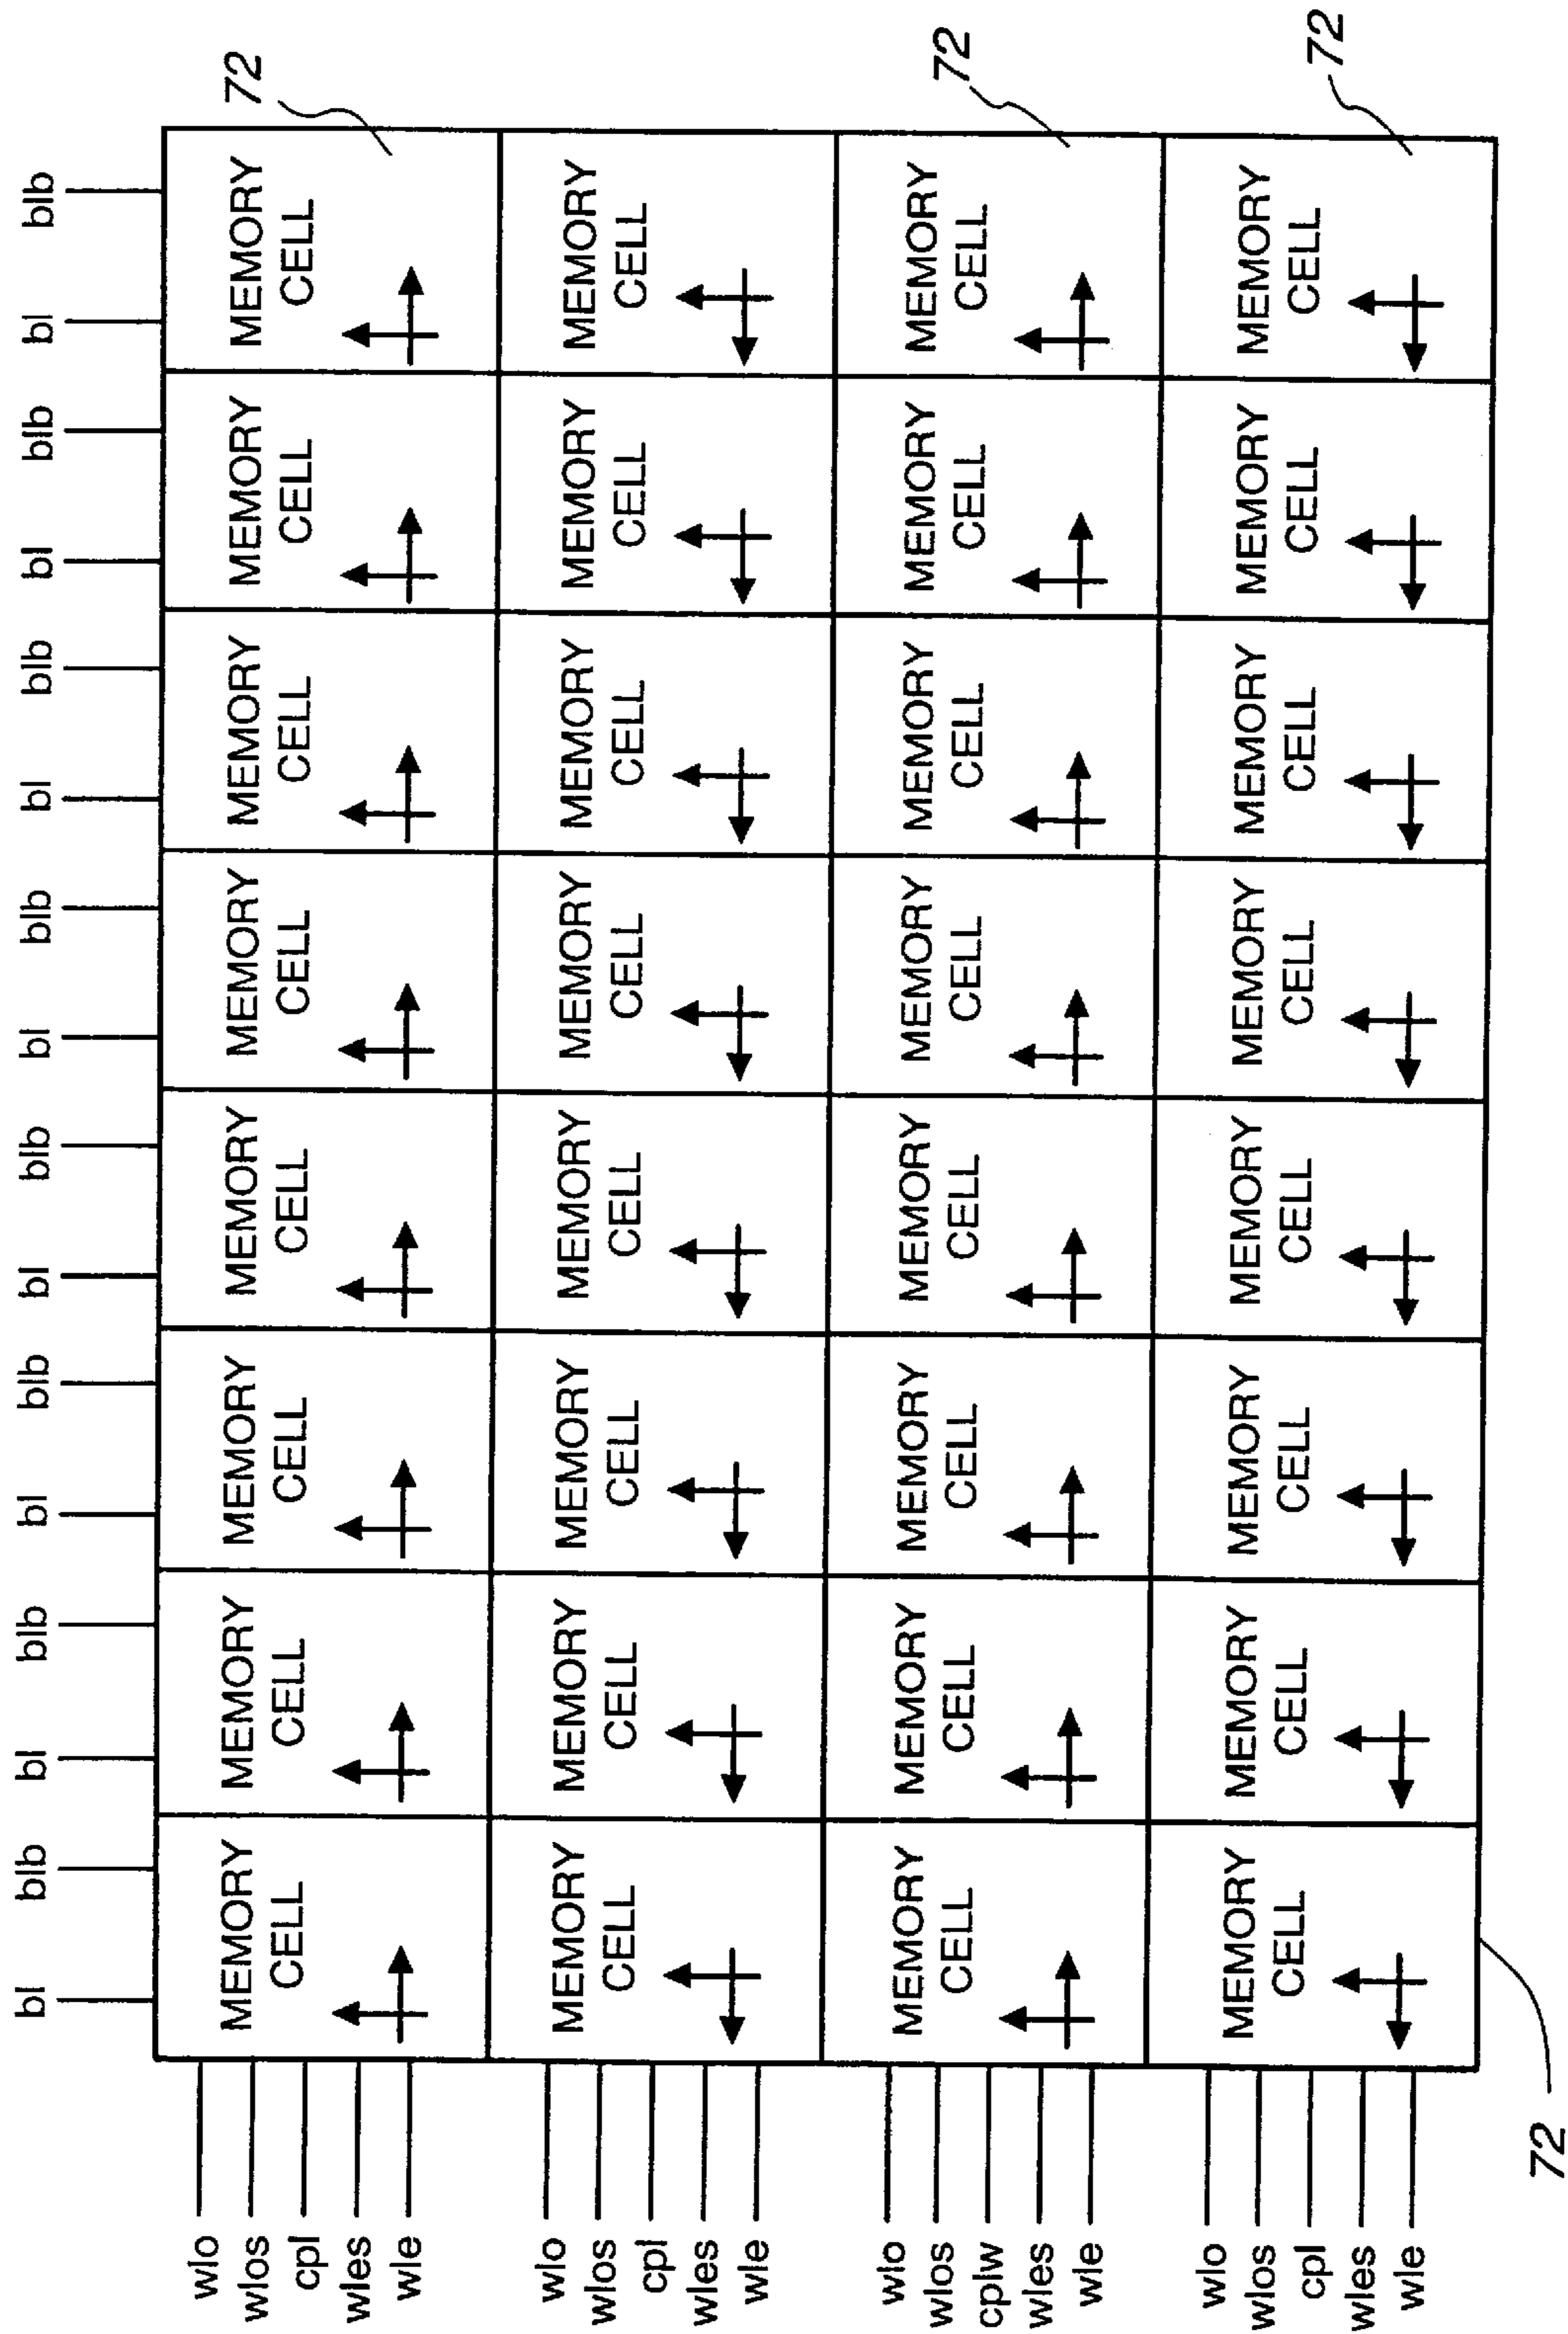 bl blb bl blb bl blb bl blb bl blb bl blb bl blb bl blb
wlo MEMORY MEMORY MEMORY MEMORY MEMORY MEMORY MEMORY MEMORY 72
wlos CELL CELL CELL CELL CELL CELL CELL CELL
cpl
wles
wle
wlo MEMORY MEMORY MEMORY MEMORY MEMORY MEMORY MEMORY MEMORY
wlos CELL CELL CELL CELL CELL CELL CELL CELL
cpl
wles
wle
wlo MEMORY MEMORY MEMORY MEMORY MEMORY MEMORY MEMORY MEMORY 72
wlos CELL CELL CELL CELL CELL CELL CELL CELL
cplw
wles
wle
wlo MEMORY MEMORY MEMORY MEMORY MEMORY MEMORY MEMORY MEMORY 72
wlos CELL CELL CELL CELL CELL CELL CELL CELL
cpl
wles
wle
72